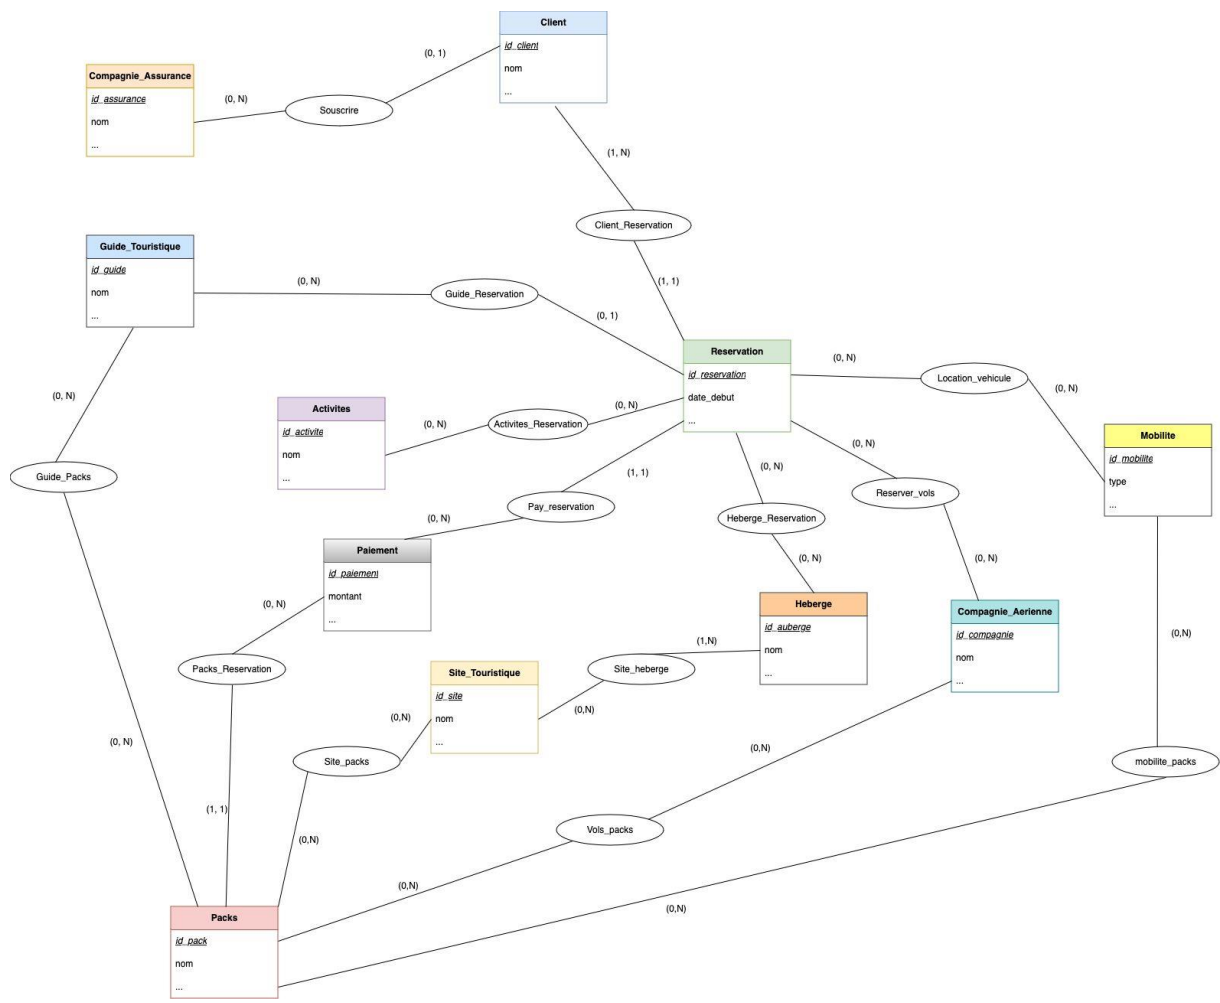 Client
id_client
nom
...
(0, 1)
Compagnie_Assurance
id_assurance
nom
...
(0, N)
Souscrire
(1, N)
Client_Reservation
(1, 1)
Guide_Touristique
id_guide
nom
...
(0, N)
Guide_Reservation
(0, 1)
Reservation
id_reservation
date_debut
...
(0, N)
Location_vehicule
(0, N)
(0, N)
Activites
id_activite
nom
...
(0, N)
Activites_Reservation
(0, N)
Mobilite
id_mobilite
type
...
Guide_Packs
(1, 1)
Pay_reservation
(0, N)
(0, N)
Heberge_Reservation
(0, N)
(0, N)
Reserver_vols
(0, N)
Paiement
id_paiement
montant
...
(0, N)
Packs_Reservation
Heberge
id_auberge
nom
...
Compagnie_Aerienne
id_compagnie
nom
...
(0,N)
(1,N)
Site_heberge
(0,N)
Site_Touristique
id_site
nom
...
(0,N)
Site_packs
(0, N)
(0,N)
mobilite_packs
(1, 1)
(0,N)
Vols_packs
(0,N)
(0,N)
Packs
id_pack
nom
...